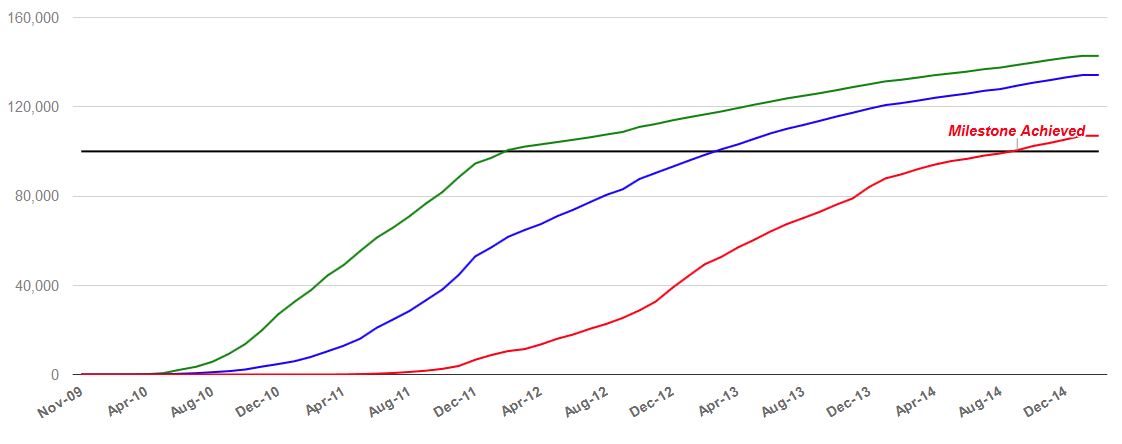 160,000
120,000
Milestone Achieved
80,000
40,000
0
Nov-09 Apr-10 Aug-10 Dec-10 Apr-11 Aug-11 Dec-11 Apr-12 Aug-12 Dec-12 Apr-13 Aug-13 Dec-13 Apr-14 Aug-14 Dec-14